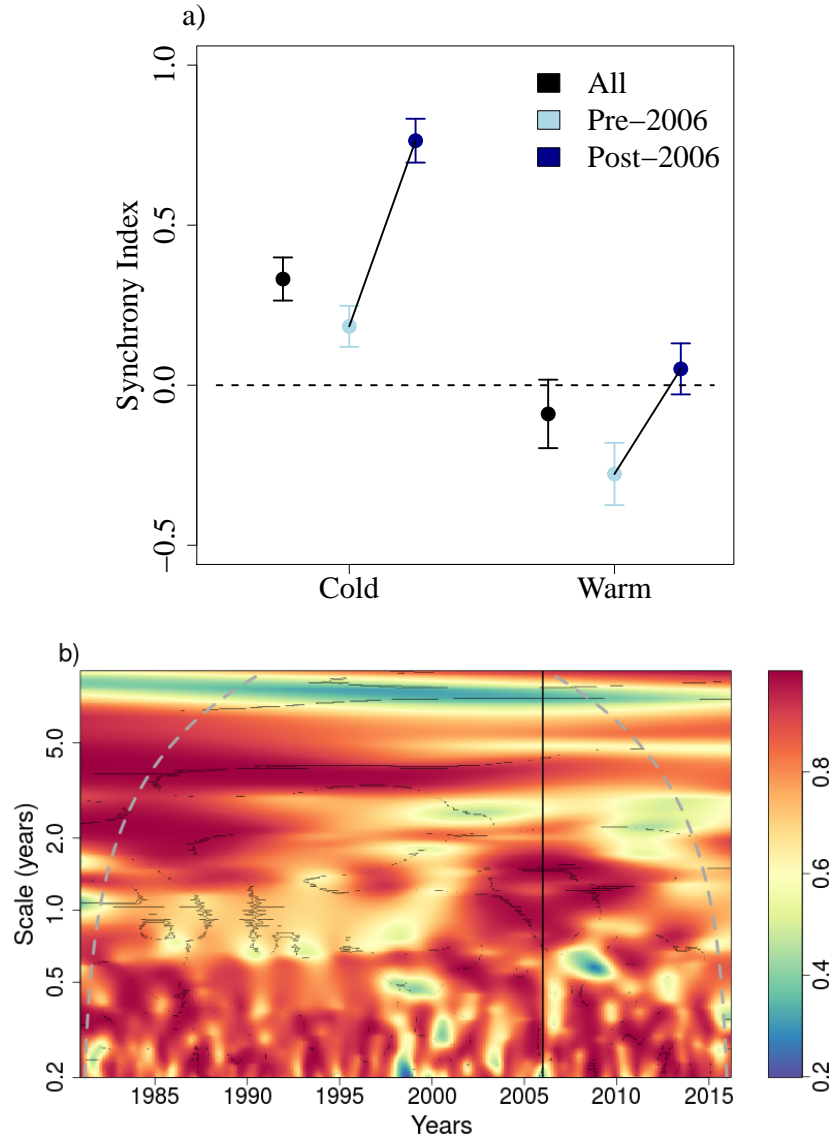 a)
1.0
0.5
0.0
−0.5
Synchrony Index
All
Pre−2006
Post−2006
Cold
Warm
b)
5.0
2.0
1.0
0.5
0.2
Scale (years)
1985
1990
1995
2000
2005
2010
2015
Years
0.8
0.6
0.4
0.2